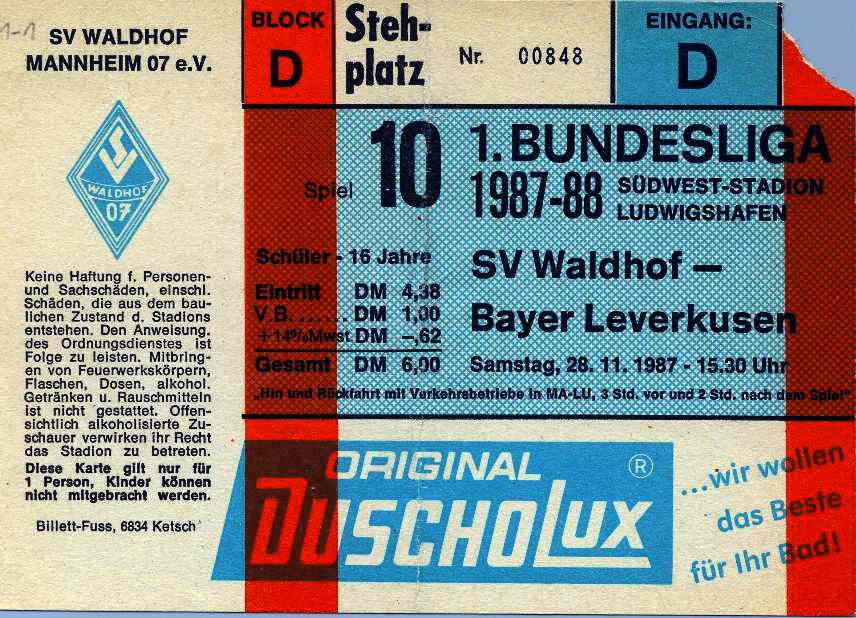 1-1
SV WALDHOF
MANNHEIM 07 e.V.
SV
WALDHOF
07
Keine Haftung f. Personen-
und Sachschäden, einschl.
Schäden, die aus dem bau-
lichen Zustand d. Stadions
entstehen. Den Anweisung.
des Ordnungsdienstes ist
Folge zu leisten. Mitbring-
en von Feuerwerkskörpern,
Flaschen, Dosen, alkohol.
Getränken u. Rauschmitteln
ist nicht gestattet. Offen-
sichtlich alkoholisierte Zu-
schauer verwirken ihr Recht
das Stadion zu betreten.
Diese Karte gilt nur für
1 Person, Kinder können
nicht mitgebracht werden.
Billett-Fuss, 6834 Ketsch
BLOCK
D
Steh-
platz
Nr. 00848
EINGANG:
D
Spiel 10
1. BUNDESLIGA
1987-88 SÜDWEST-STADION
LUDWIGSHAFEN
Schüler - 16 Jahre
Eintritt DM 4,38
V.B. ....... DM 1,00
+14%Mwst DM -,62
Gesamt DM 6,00
SV Waldhof —
Bayer Leverkusen
Samstag, 28. 11. 1987 - 15.30 Uhr
„Hin und Rückfahrt mit Verkehrsbetriebe in MA-LU, 3 Std. vor und 2 Std. nach dem Spiel"
ORIGINAL
DUSCHOLUX ®
...wir wollen
das Beste
für Ihr Bad!